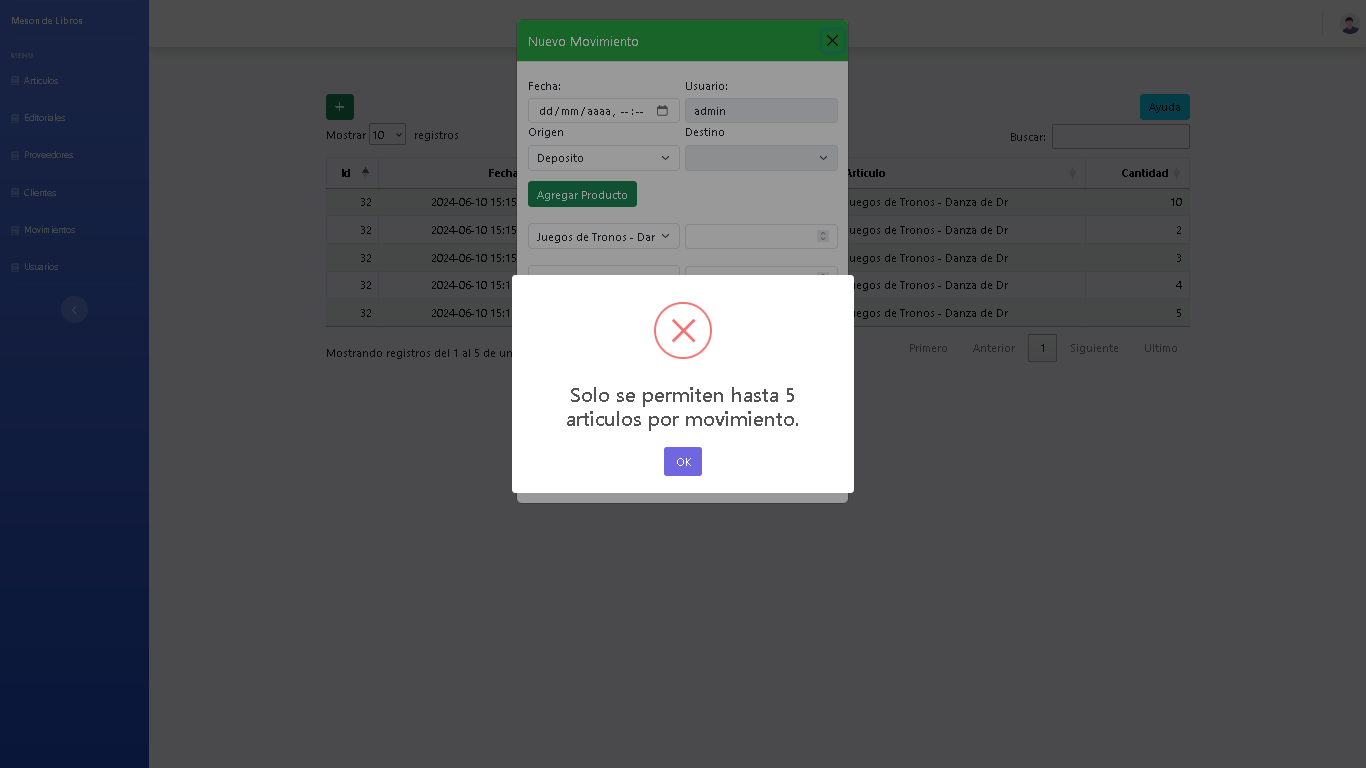 Meson de Libros
Articulos
Editoriales
Proveedores
Clientes
Movimientos
Usuarios
Nuevo Movimiento
Fecha:
Usuario:
dd/mm/aaaa, --:--
admin
Origen
Destino
Deposito
Agregar Producto
Juegos de Tronos - Dar
+
Ayuda
Mostrar 10 registros
Buscar:
Id Fecha Articulo Cantidad
32 2024-06-10 15:15 Juegos de Tronos - Danza de Dr 10
32 2024-06-10 15:15 Juegos de Tronos - Danza de Dr 2
32 2024-06-10 15:15 Juegos de Tronos - Danza de Dr 3
32 2024-06-10 15:1 Juegos de Tronos - Danza de Dr 4
32 2024-06-10 15:1 Juegos de Tronos - Danza de Dr 5
Mostrando registros del 1 al 5 de un
Primero Anterior 1 Siguiente Ultimo
Solo se permiten hasta 5
articulos por movimiento.
OK